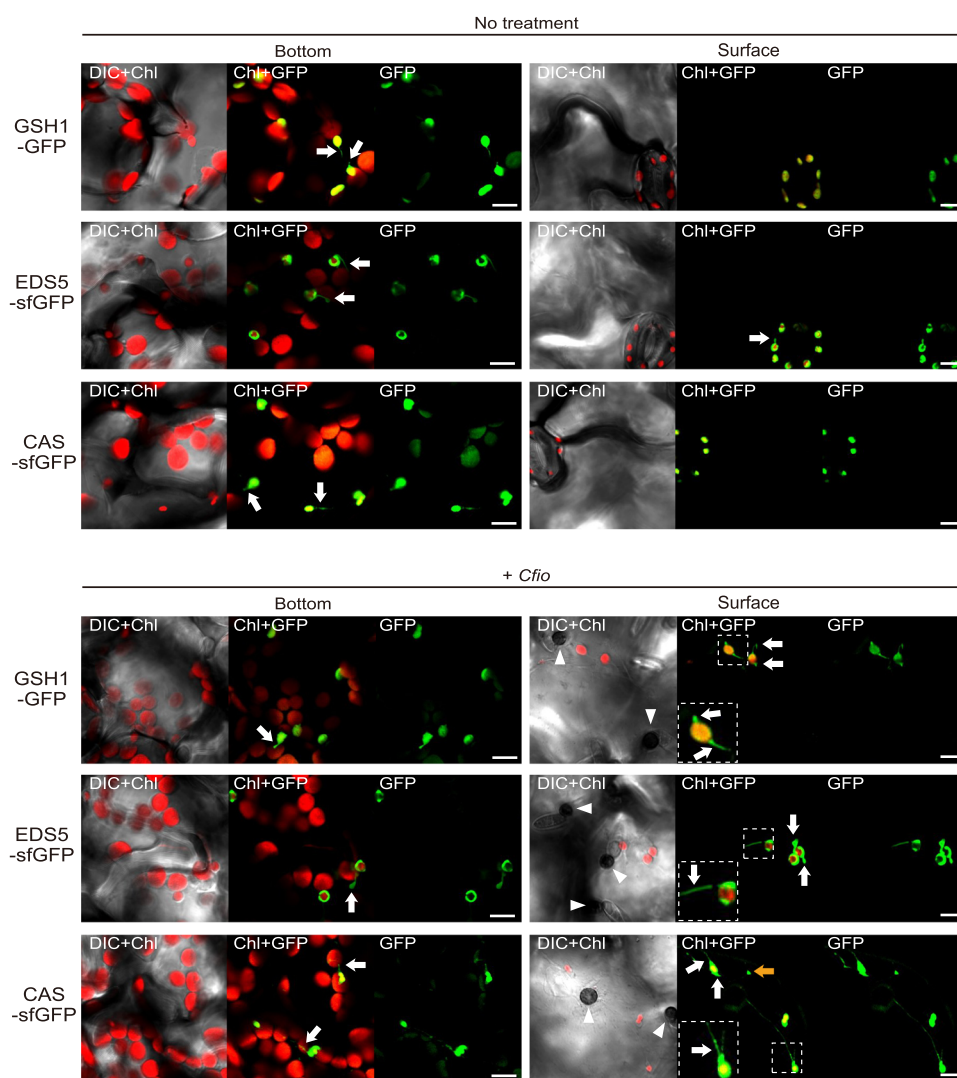 No treatment
Bottom
Surface
GSH1
-GFP
DIC+Chl
Chl+GFP
GFP
DIC+Chl
Chl+GFP
GFP
EDS5
-sfGFP
DIC+Chl
Chl+GFP
GFP
DIC+Chl
Chl+GFP
GFP
CAS
-sfGFP
DIC+Chl
Chl+GFP
GFP
DIC+Chl
Chl+GFP
GFP
+ Cfio
Bottom
Surface
GSH1
-GFP
DIC+Chl
Chl+GFP
GFP
DIC+Chl
Chl+GFP
GFP
EDS5
-sfGFP
DIC+Chl
Chl+GFP
GFP
DIC+Chl
Chl+GFP
GFP
CAS
-sfGFP
DIC+Chl
Chl+GFP
GFP
DIC+Chl
Chl+GFP
GFP